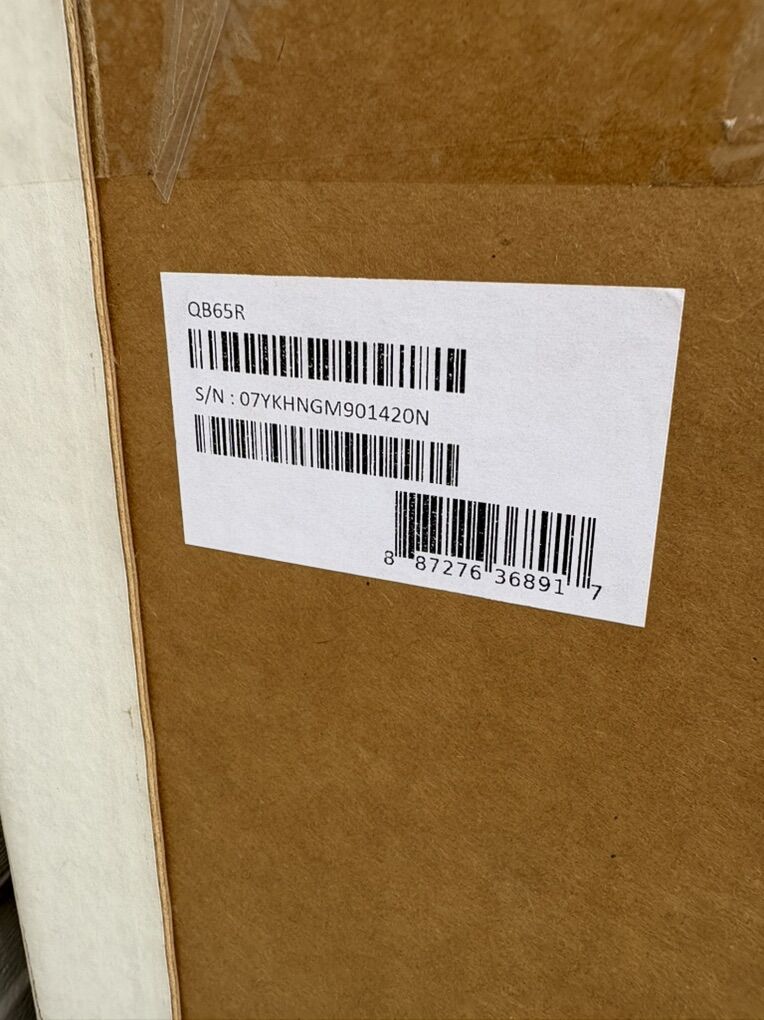 QB65R
S/N : 07YKHNGM901420N
8 87276 36891 7